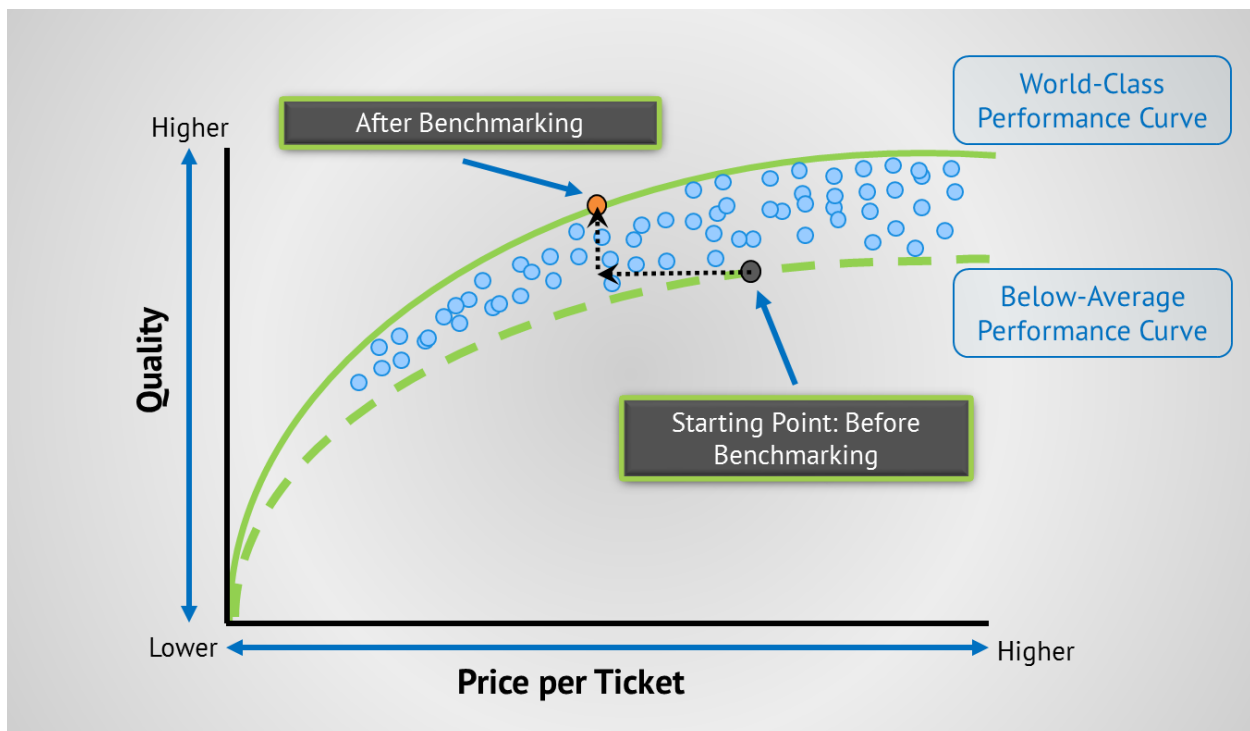 World-Class
Performance Curve
After Benchmarking
Higher
Below-Average
Performance Curve
Quality
Starting Point: Before
Benchmarking
Lower
Higher
Price per Ticket